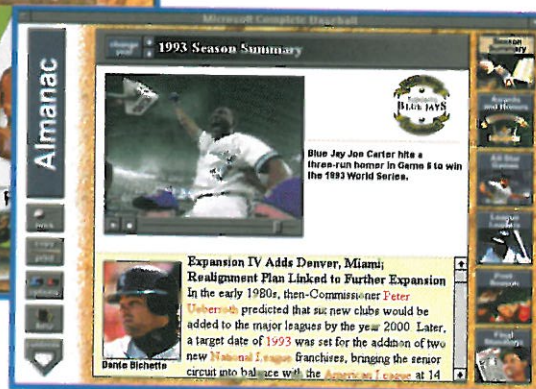 Microsoft Complete Baseball
Almanac
change year
1993 Season Summary
BLUE JAYS
Blue Jay Joe Carter hits a
three-run homer in Game 6 to win
the 1993 World Series.
Expansion IV Adds Denver, Miami;
Realignment Plan Linked to Further Expansion
In the early 1980s, then-Commissioner Peter
Ueberroth predicted that six new clubs would be
added to the major leagues by the year 2000. Later,
a target date of 1993 was set for the addition of two
new National League franchises, bringing the senior
circuit into balance with the American League at 14
Dante Bichette
back
copy
print
options
help
Season
Summary
Awards
and Honors
All-Star
Games
League
Leaders
Post
Season
Final
Standings